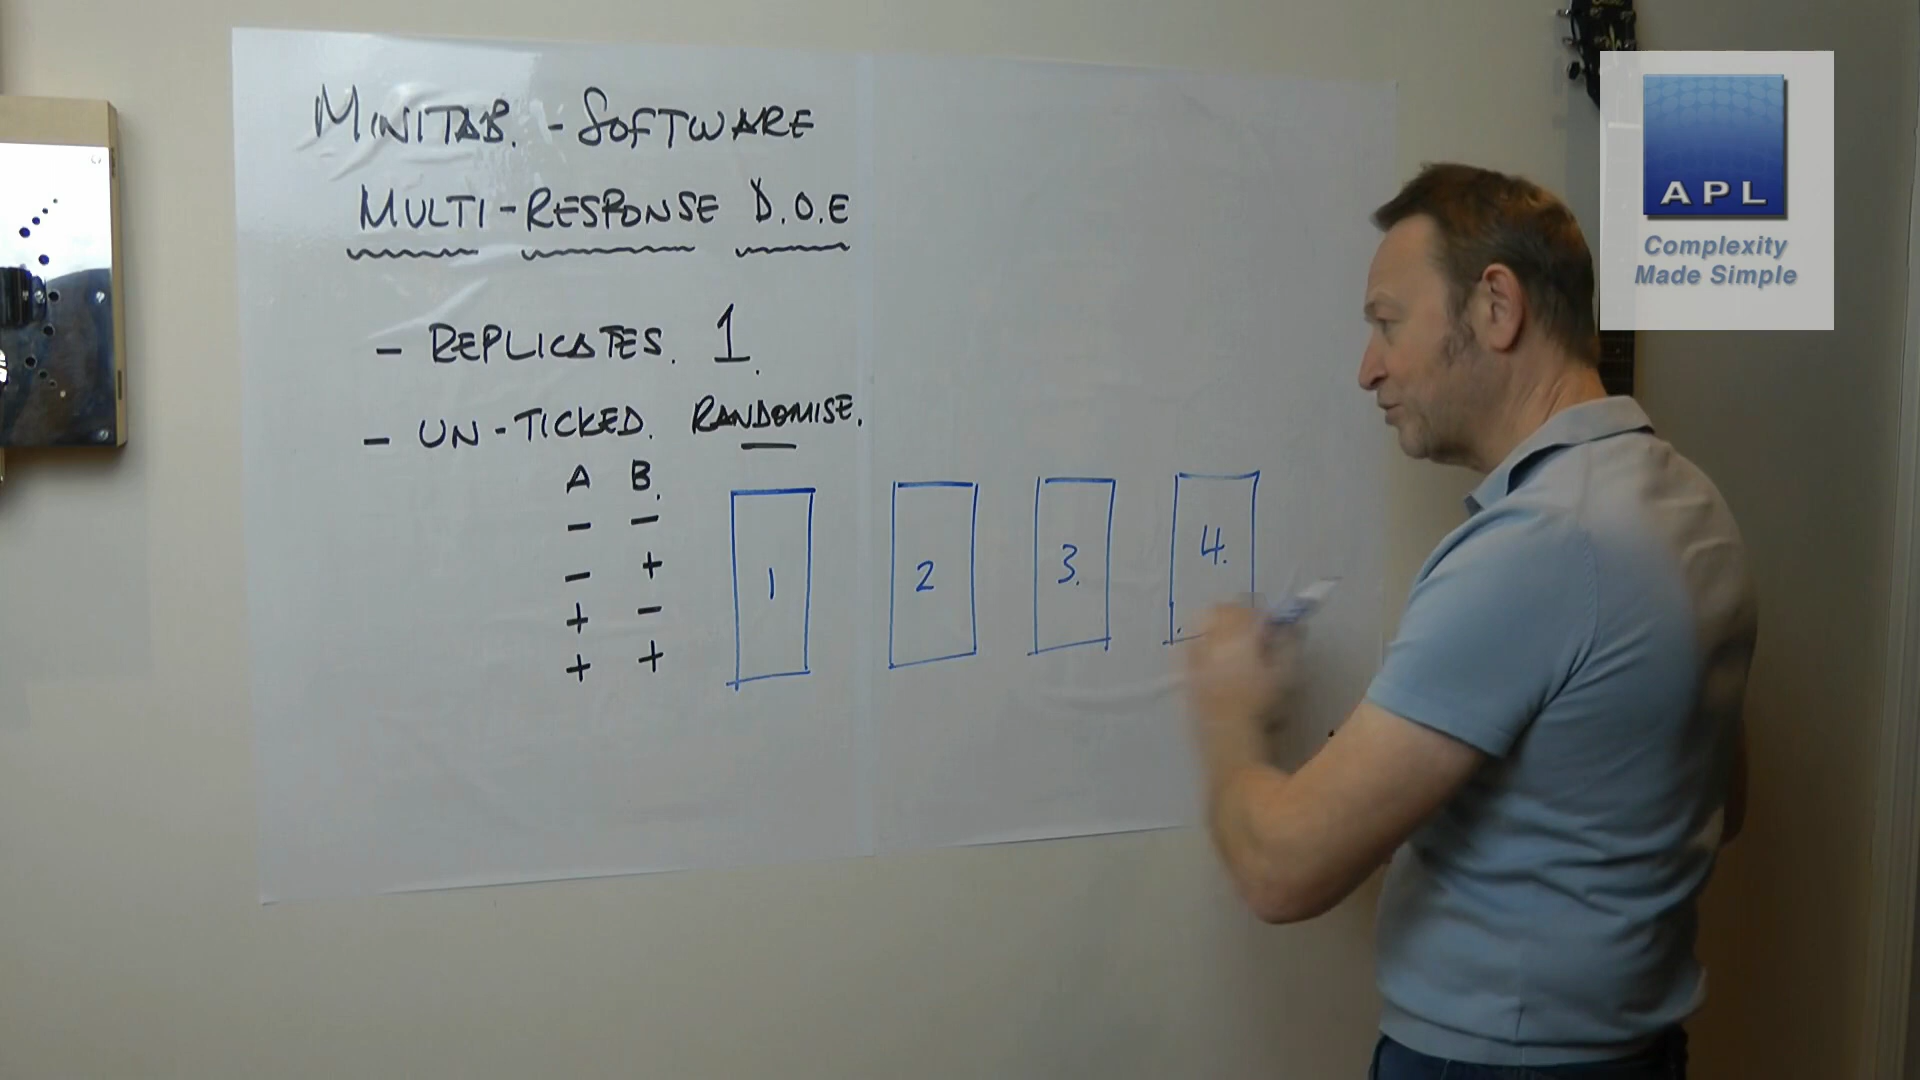 MINITAB. - SOFTWARE
MULTI-RESPONSE D.O.E
- REPLICATES. 1.
- UN-TICKED. RANDOMISE.
A B.
- -
- +
+ -
+ +
1 2 3. 4.
APL
Complexity
Made Simple